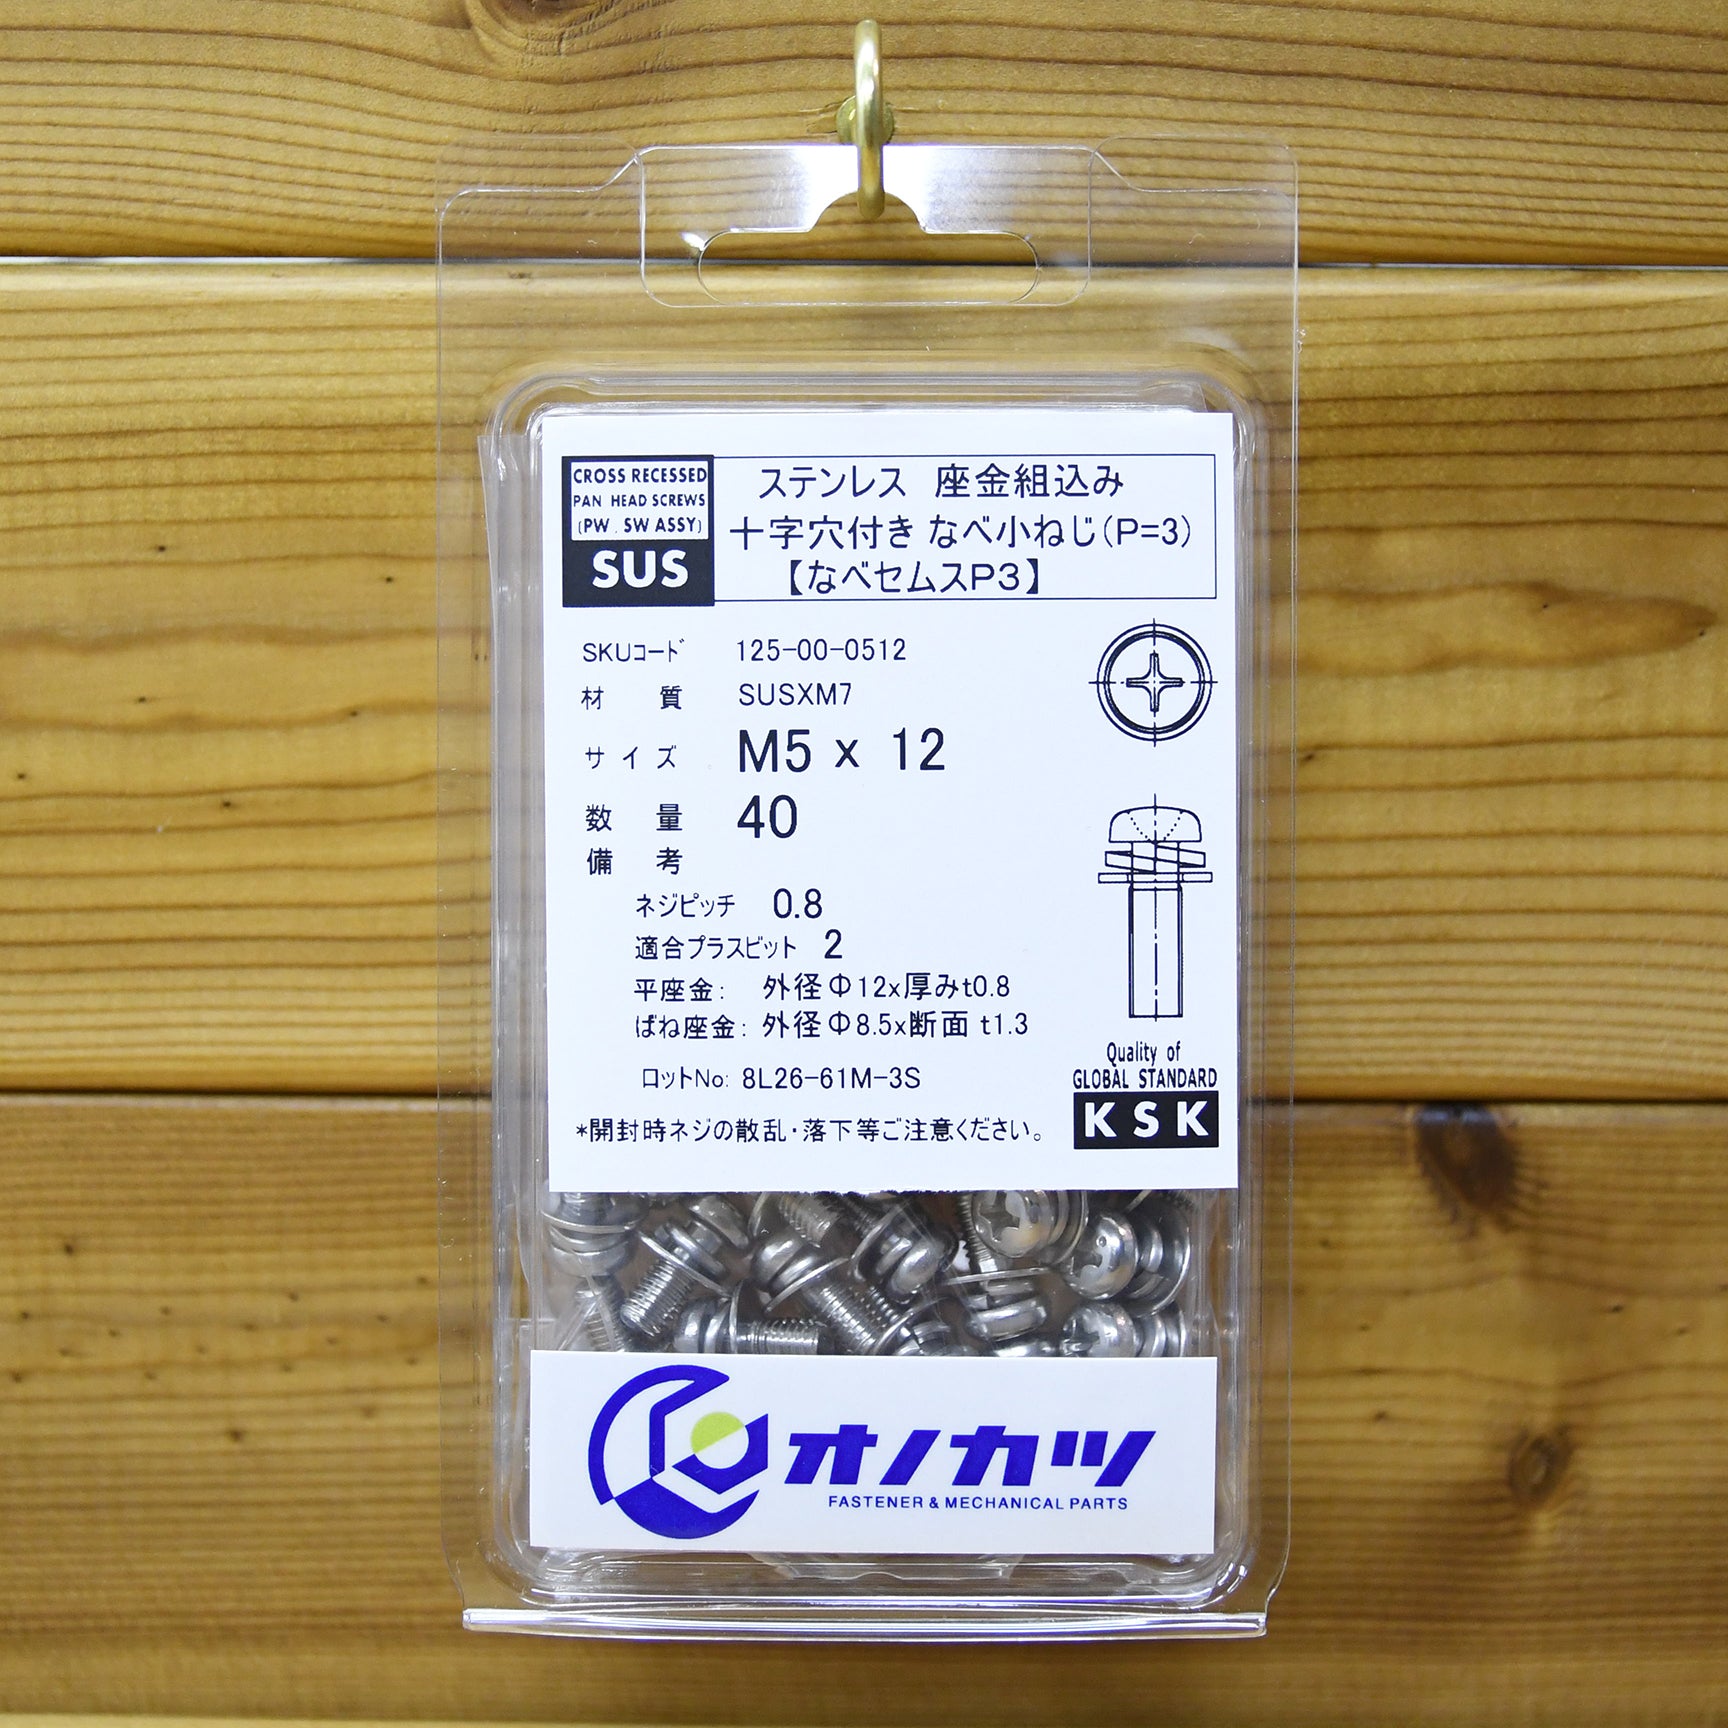 CROSS RECESSED
PAN HEAD SCREWS
(PW . SW ASSY)
SUS
ステンレス 座金組込み
十字穴付き なべ小ねじ(P=3)
【なべセムスP3】
SKUコード 125-00-0512
材 質 SUSXM7
サイズ M5 x 12
数 量 40
備 考
ネジピッチ 0.8
適合プラスビット 2
平座金: 外径Φ12x厚みt0.8
ばね座金: 外径Φ8.5x断面 t1.3
ロットNo: 8L26-61M-3S
*開封時ネジの散乱・落下等ご注意ください。
Quality of
GLOBAL STANDARD
KSK
オノカツ
FASTENER & MECHANICAL PARTS